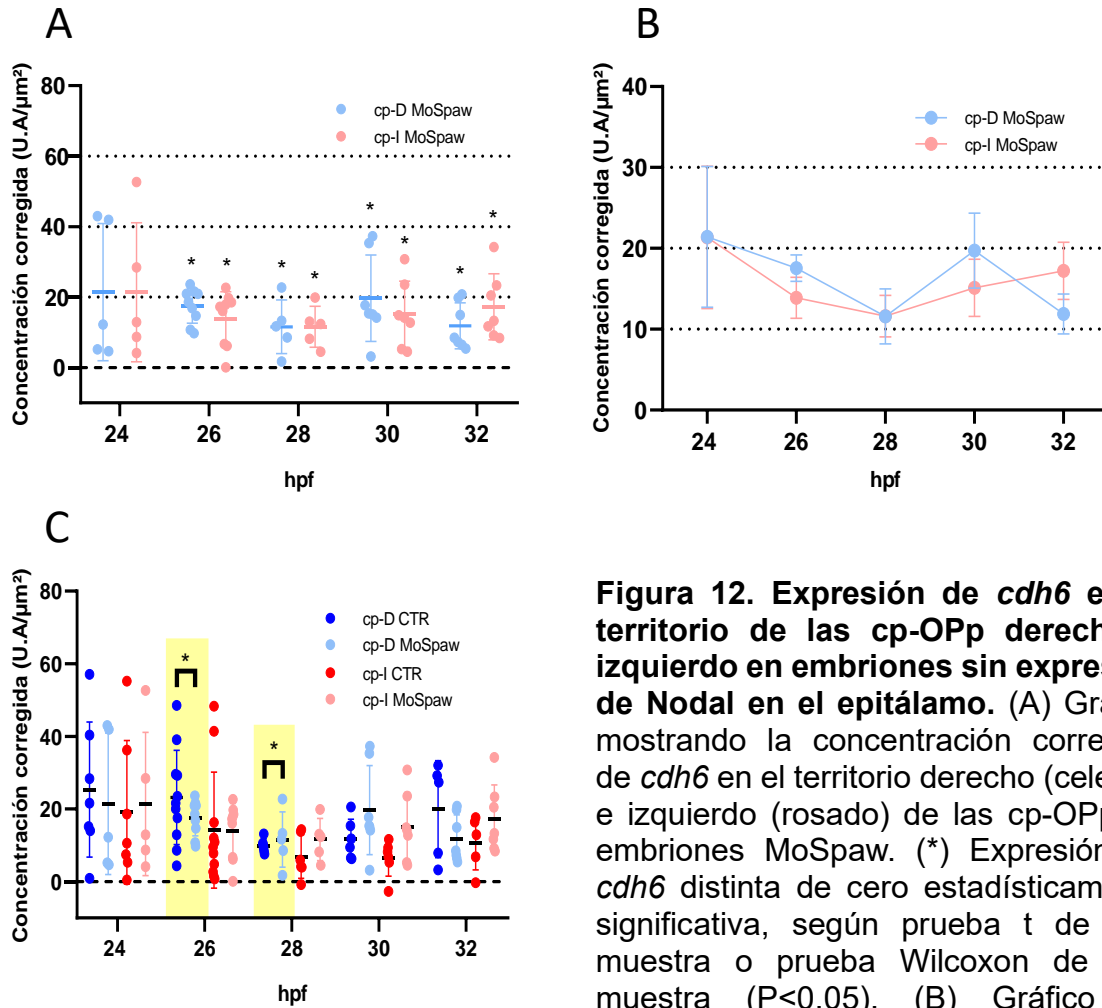 A
Concentración corregida (U.A/µm²)
80
60
40
20
0
cp-D MoSpaw
cp-I MoSpaw
* * * * * * * *
24 26 28 30 32
hpf
B
Concentración corregida (U.A/µm²)
40
30
20
10
0
cp-D MoSpaw
cp-I MoSpaw
24 26 28 30 32
hpf
C
Concentración corregida (U.A/µm²)
80
60
40
20
0
cp-D CTR
cp-D MoSpaw
cp-I CTR
cp-I MoSpaw
* *
24 26 28 30 32
hpf
Figura 12. Expresión de cdh6 e
territorio de las cp-OPp derech
izquierdo en embriones sin expres
de Nodal en el epitálamo. (A) Grá
mostrando la concentración corre
de cdh6 en el territorio derecho (cele
e izquierdo (rosado) de las cp-OPp
embriones MoSpaw. (*) Expresión
cdh6 distinta de cero estadísticam
significativa, según prueba t de
muestra o prueba Wilcoxon de
muestra (P<0.05). (B) Gráfico